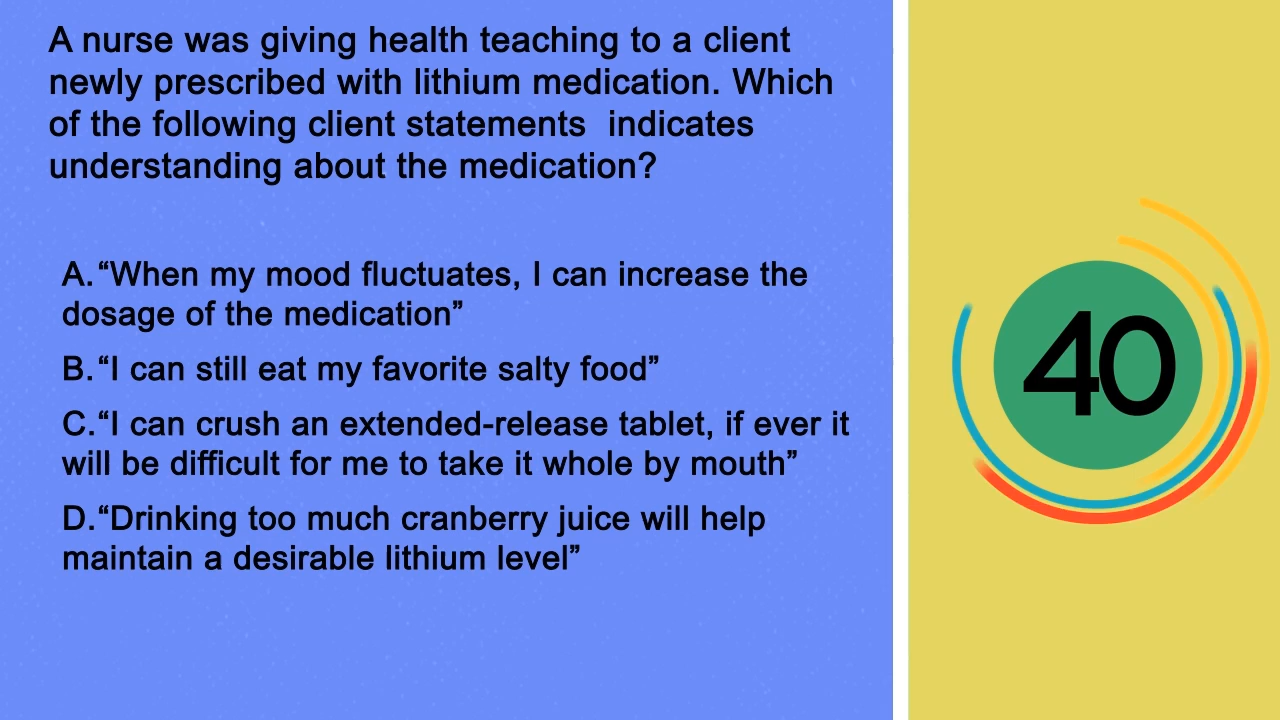 A nurse was giving health teaching to a client
newly prescribed with lithium medication. Which
of the following client statements  indicates
understanding about the medication?
A.“When my mood fluctuates, I can increase the
dosage of the medication”
B.“I can still eat my favorite salty food”
C.“I can crush an extended-release tablet, if ever it
will be difficult for me to take it whole by mouth”
D.“Drinking too much cranberry juice will help
maintain a desirable lithium level”
40